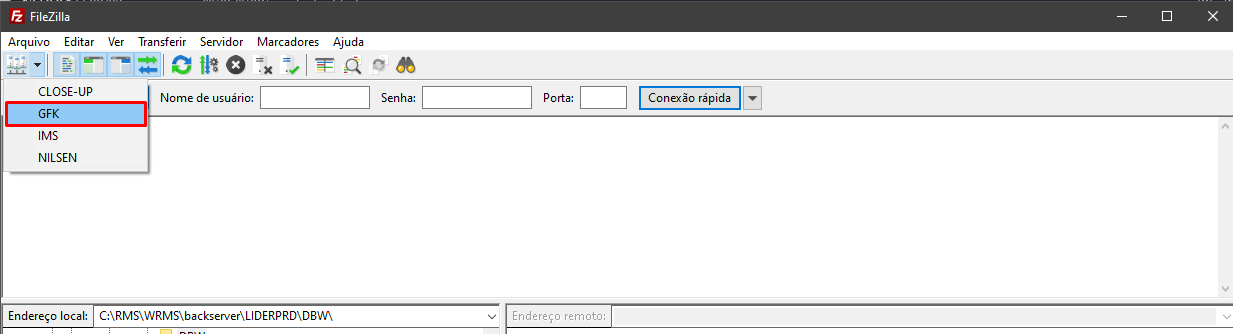 FileZilla
Arquivo Editar Ver Transferir Servidor Marcadores Ajuda
CLOSE-UP
Nome de usuário: Senha: Porta: Conexão rápida
GFK
IMS
NILSEN
Endereço local: C:\RMS\WRMS\backserver\LIDERPRD\DBW\ Endereço remoto:
DBW